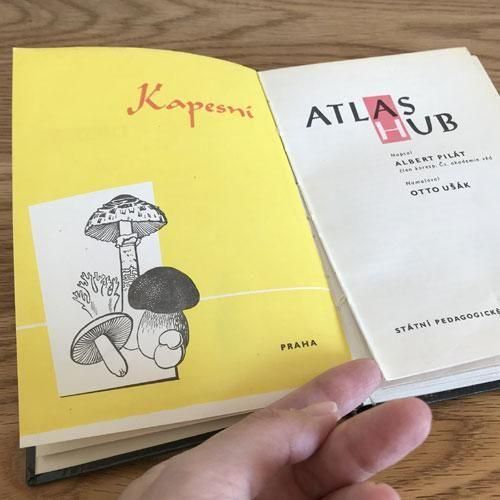 Kapesní
PRAHA
ATLAS
HUB
Napsal
ALBERT PILÁT
člen koresp. Čs. akademie věd
Namaloval
OTTO UŠÁK
STÁTNÍ PEDAGOGICKÉ